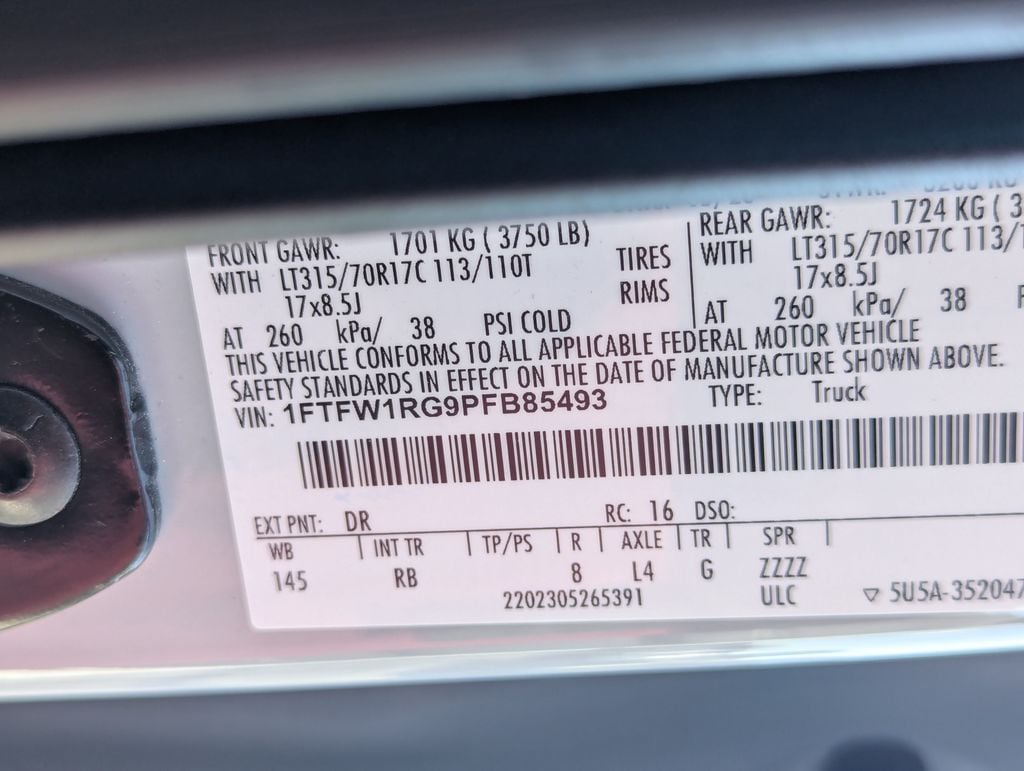 REAR GAWR: 1724 KG ( 3
FRONT GAWR: 1701 KG ( 3750 LB)
WITH LT315/70R17C 113/110T TIRES WITH LT315/70R17C 113/1
17x8.5J RIMS 17x8.5J
AT 260 kPa/ 38 PSI COLD AT 260 kPa/ 38
THIS VEHICLE CONFORMS TO ALL APPLICABLE FEDERAL MOTOR VEHICLE
SAFETY STANDARDS IN EFFECT ON THE DATE OF MANUFACTURE SHOWN ABOVE.
VIN: 1FTFW1RG9PFB85493 TYPE: Truck
EXT PNT: DR RC: 16 DSO:
WB INT TR TP/PS R AXLE TR SPR
145 RB 8 L4 G ZZZZ
2202305265391 ULC ▽ 5U5A-352047